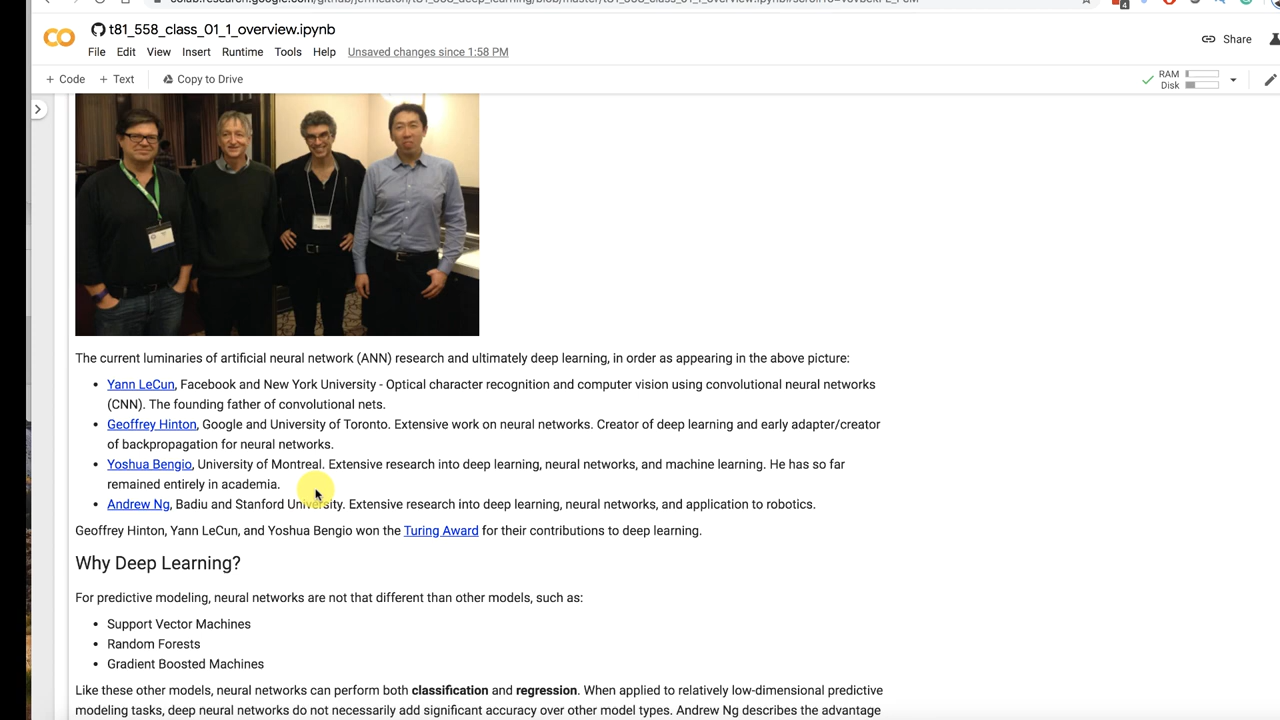 t81_558_class_01_1_overview.ipynb
File Edit View Insert Runtime Tools Help Unsaved changes since 1:58 PM
Share
+ Code + Text Copy to Drive
RAM
Disk
The current luminaries of artificial neural network (ANN) research and ultimately deep learning, in order as appearing in the above picture:
• Yann LeCun, Facebook and New York University - Optical character recognition and computer vision using convolutional neural networks
(CNN). The founding father of convolutional nets.
• Geoffrey Hinton, Google and University of Toronto. Extensive work on neural networks. Creator of deep learning and early adapter/creator
of backpropagation for neural networks.
• Yoshua Bengio, University of Montreal. Extensive research into deep learning, neural networks, and machine learning. He has so far
remained entirely in academia.
• Andrew Ng, Badiu and Stanford University. Extensive research into deep learning, neural networks, and application to robotics.
Geoffrey Hinton, Yann LeCun, and Yoshua Bengio won the Turing Award for their contributions to deep learning.
Why Deep Learning?
For predictive modeling, neural networks are not that different than other models, such as:
• Support Vector Machines
• Random Forests
• Gradient Boosted Machines
Like these other models, neural networks can perform both classification and regression. When applied to relatively low-dimensional predictive
modeling tasks, deep neural networks do not necessarily add significant accuracy over other model types. Andrew Ng describes the advantage